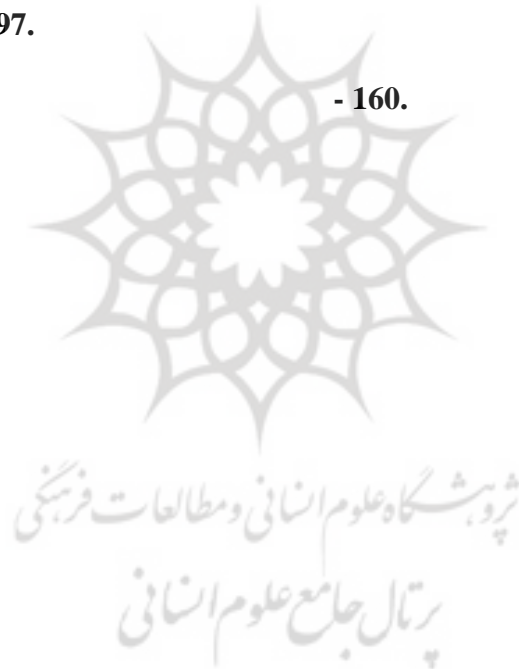 97.
- 160.
پژوهشگاه علوم انسانی و مطالعات فرهنگی
پرتال جامع علوم انسانی